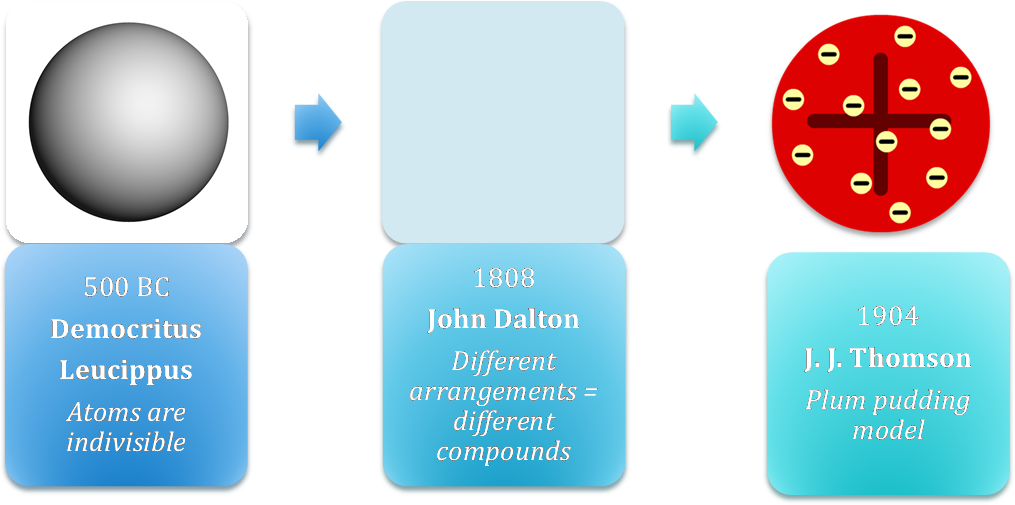 500 BC
Democritus
Leucippus
Atoms are
indivisible
1808
John Dalton
Different
arrangements =
different
compounds
1904
J. J. Thomson
Plum pudding
model